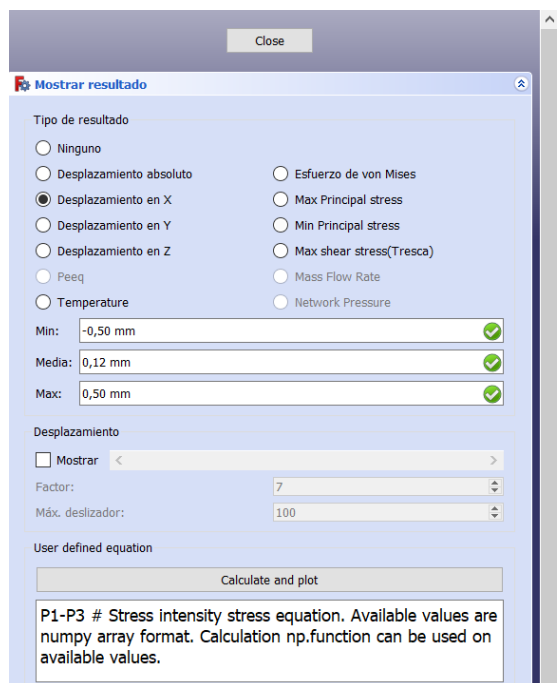 Close
Mostrar resultado
Tipo de resultado
Ninguno
Desplazamiento absoluto
Esfuerzo de von Mises
Desplazamiento en X
Max Principal stress
Desplazamiento en Y
Min Principal stress
Desplazamiento en Z
Max shear stress(Tresca)
Peeq
Mass Flow Rate
Temperature
Network Pressure
Min: -0,50 mm
Media: 0,12 mm
Max: 0,50 mm
Desplazamiento
Mostrar
Factor: 7
Máx. deslizador: 100
User defined equation
Calculate and plot
P1-P3 # Stress intensity stress equation. Available values are
numpy array format. Calculation np.function can be used on
available values.